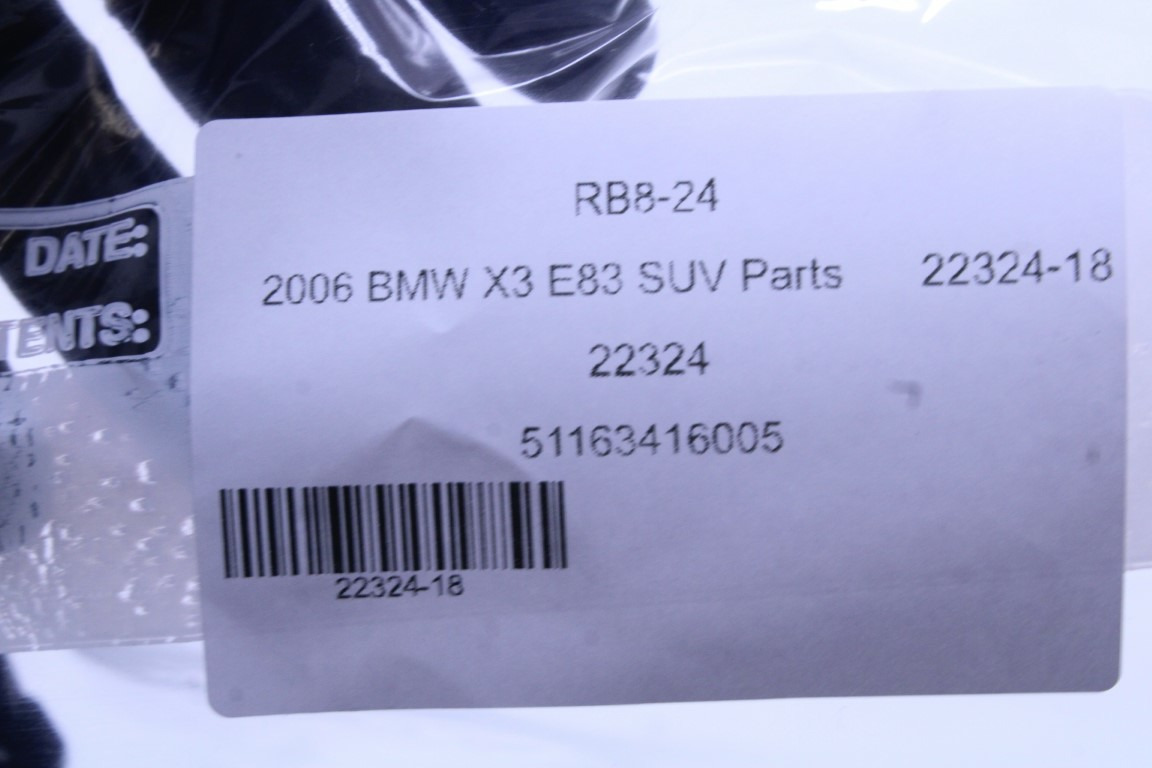 RB8-24
2006 BMW X3 E83 SUV Parts 22324-18
22324
51163416005
22324-18
DATE:
TENTS: